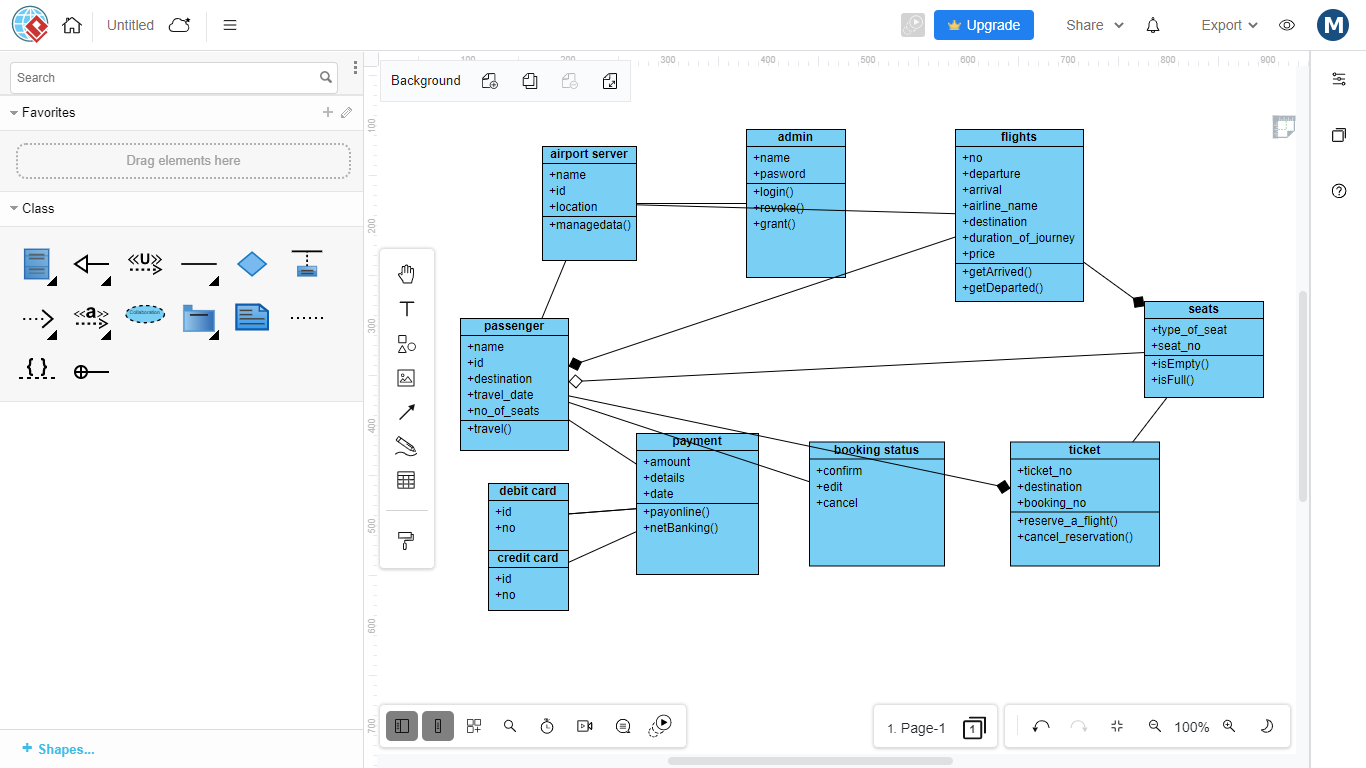 Untitled
Upgrade
Share
Export
M
Search
Favorites
Drag elements here
Class
<<U>>
<<a>>
Collaboration
{ }
+ Shapes...
Background
100
200
300
400
500
600
700
800
900
100
200
300
400
500
600
700
airport server
+name
+id
+location
+managedata()
admin
+name
+pasword
+login()
+revoke()
+grant()
flights
+no
+departure
+arrival
+airline_name
+destination
+duration_of_journey
+price
+getArrived()
+getDeparted()
seats
+type_of_seat
+seat_no
+isEmpty()
+isFull()
passenger
+name
+id
+destination
+travel_date
+no_of_seats
+travel()
payment
+amount
+details
+date
+payonline()
+netBanking()
booking status
+confirm
+edit
+cancel
ticket
+ticket_no
+destination
+booking_no
+reserve_a_flight()
+cancel_reservation()
debit card
+id
+no
credit card
+id
+no
1. Page-1
1
100%